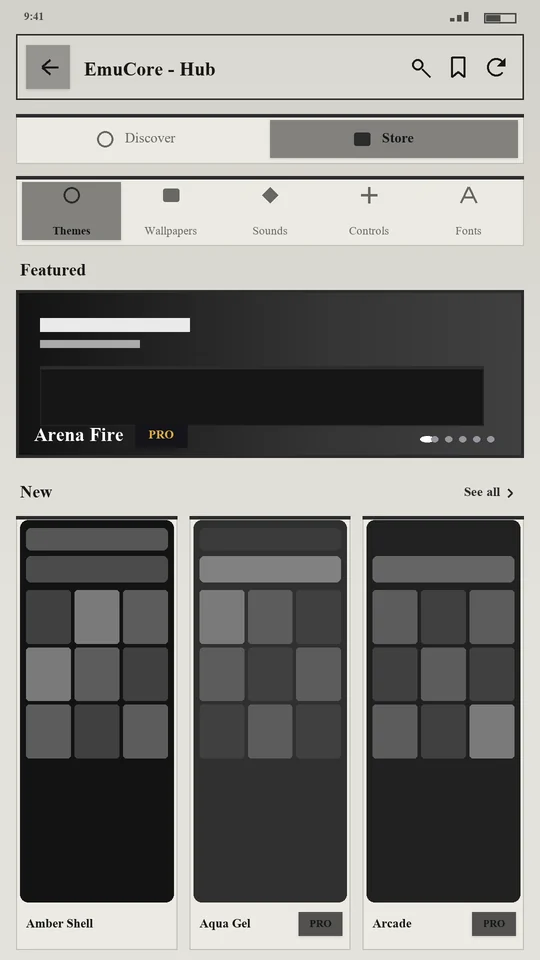 9:41
EmuCore - Hub
Discover
Store
Themes
Wallpapers
Sounds
Controls
Fonts
Featured
Arena Fire
PRO
New
See all
Amber Shell
Aqua Gel
PRO
Arcade
PRO